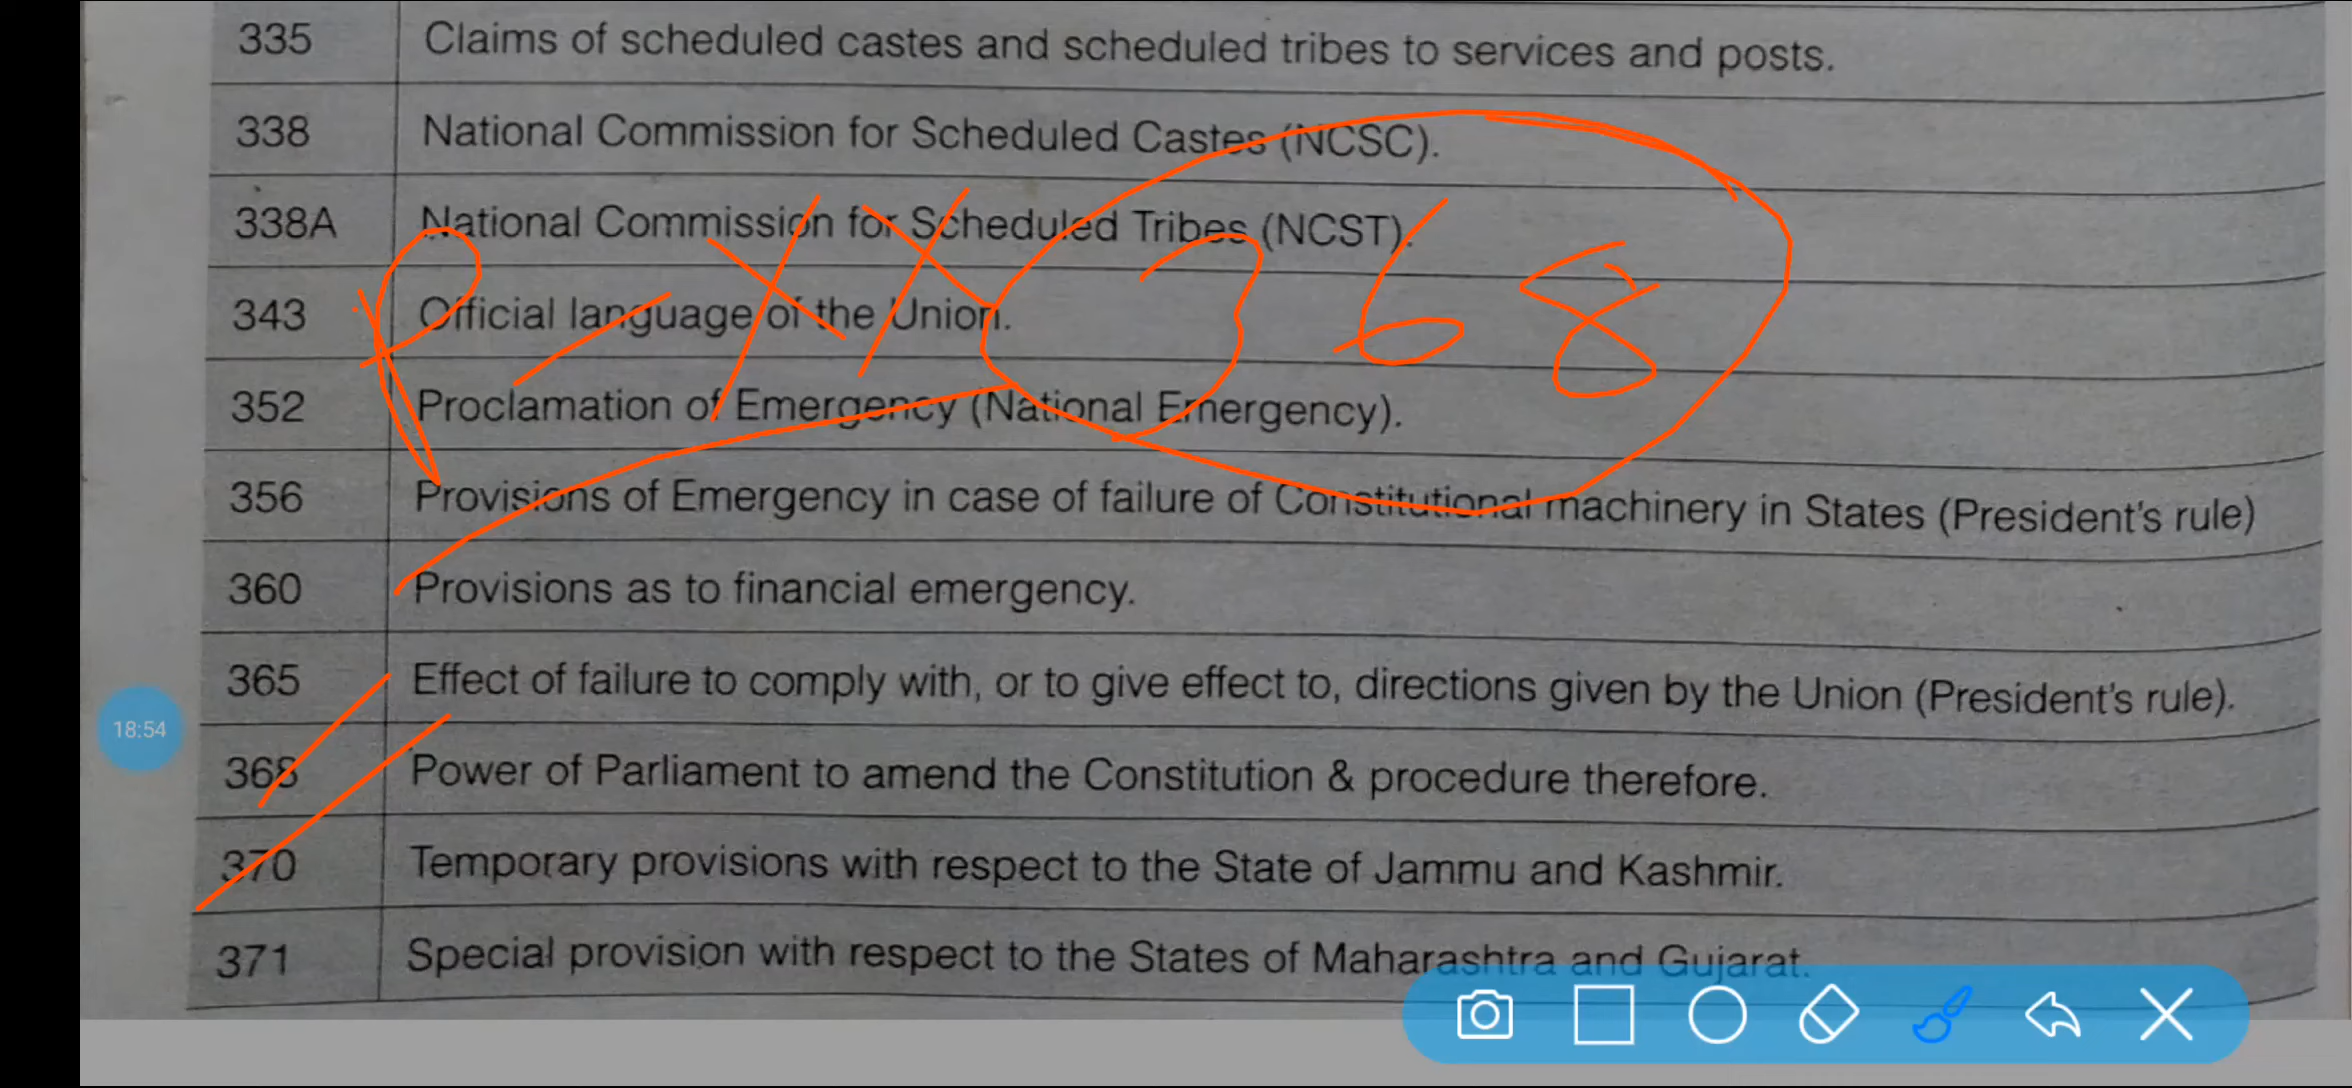 335 Claims of scheduled castes and scheduled tribes to services and posts.
338 National Commission for Scheduled Castes (NCSC).
338A National Commission for Scheduled Tribes (NCST).
343 Official language of the Union.
368
352 Proclamation of Emergency (National Emergency).
356 Provisions of Emergency in case of failure of Constitutional machinery in States (President's rule)
360 Provisions as to financial emergency.
365 Effect of failure to comply with, or to give effect to, directions given by the Union (President's rule).
18:54
368 Power of Parliament to amend the Constitution & procedure therefore.
370 Temporary provisions with respect to the State of Jammu and Kashmir.
371 Special provision with respect to the States of Maharashtra and Gujarat.